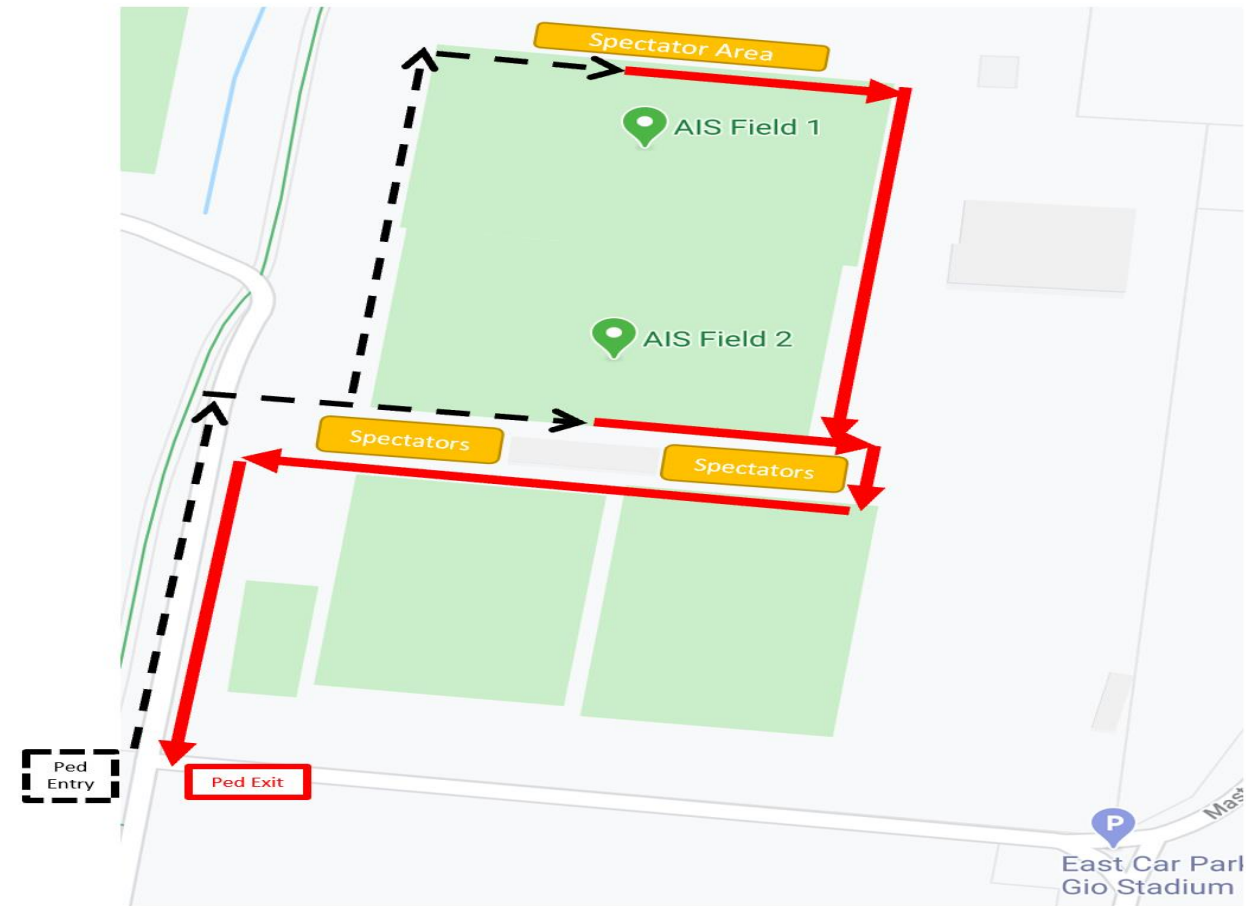 Spectator Area
AIS Field 1
AIS Field 2
Spectators
Spectators
Ped
Entry
Ped Exit
Mast
East Car Park
Gio Stadium